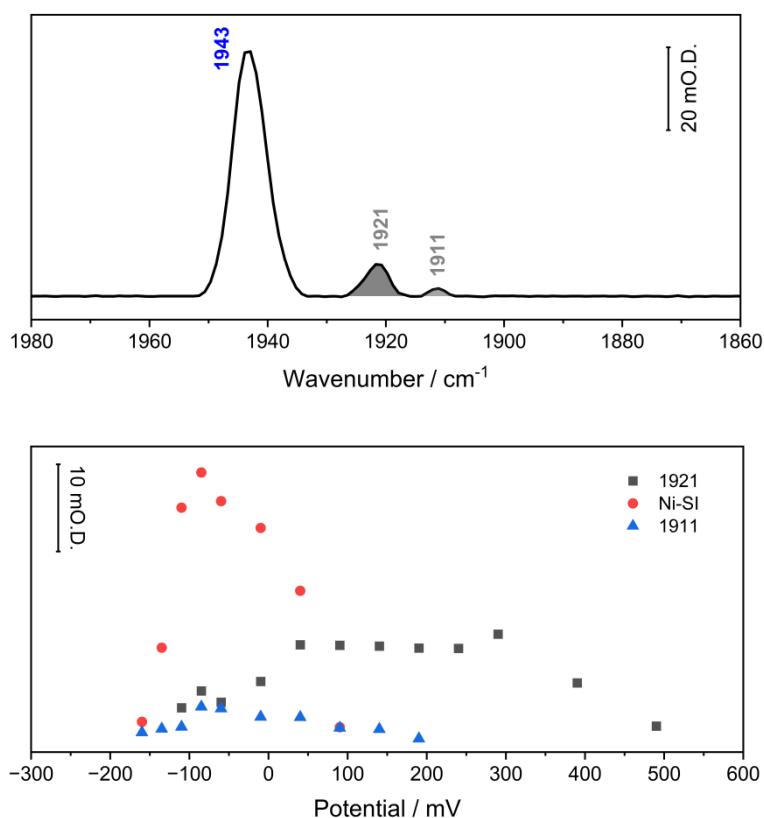 1943
20 mO.D.
1921
1911
1980 1960 1940 1920 1900 1880 1860
Wavenumber / cm⁻¹
10 mO.D.
1921
Ni-SI
1911
−300 −200 −100 0 100 200 300 400 500 600
Potential / mV